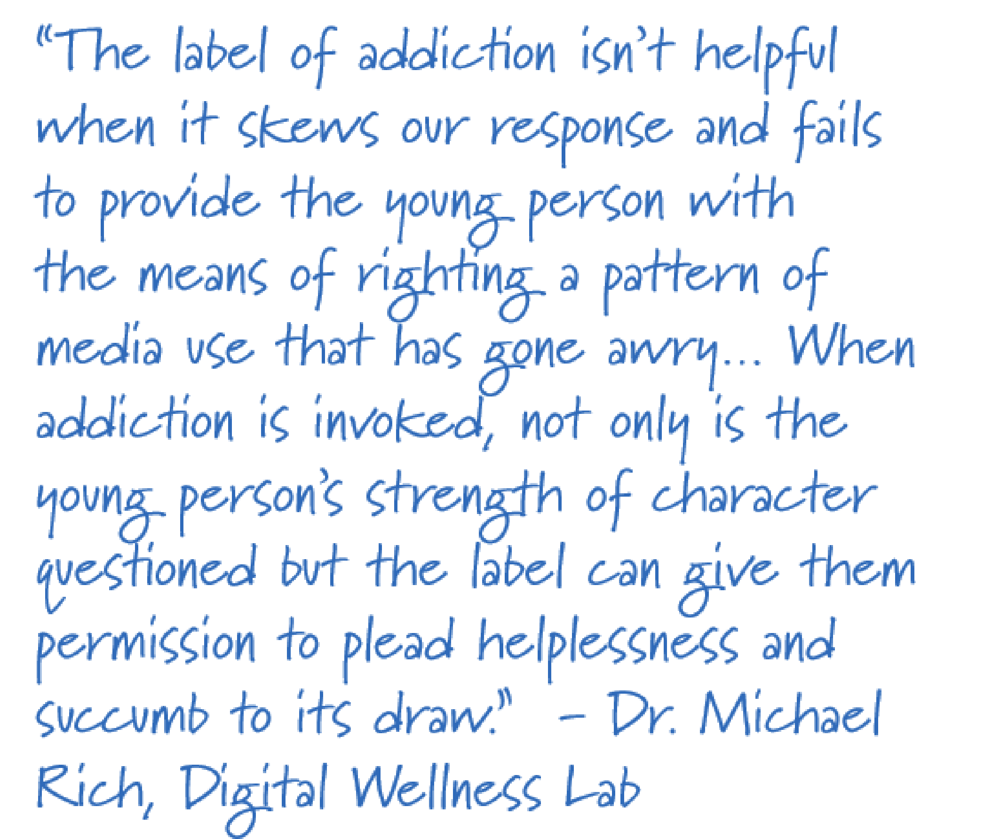 “The label of addiction isn’t helpful
when it skews our response and fails
to provide the young person with
the means of righting a pattern of
media use that has gone awry... When
addiction is invoked, not only is the
young person’s strength of character
questioned but the label can give them
permission to plead helplessness and
succumb to its draw.” – Dr. Michael
Rich, Digital Wellness Lab